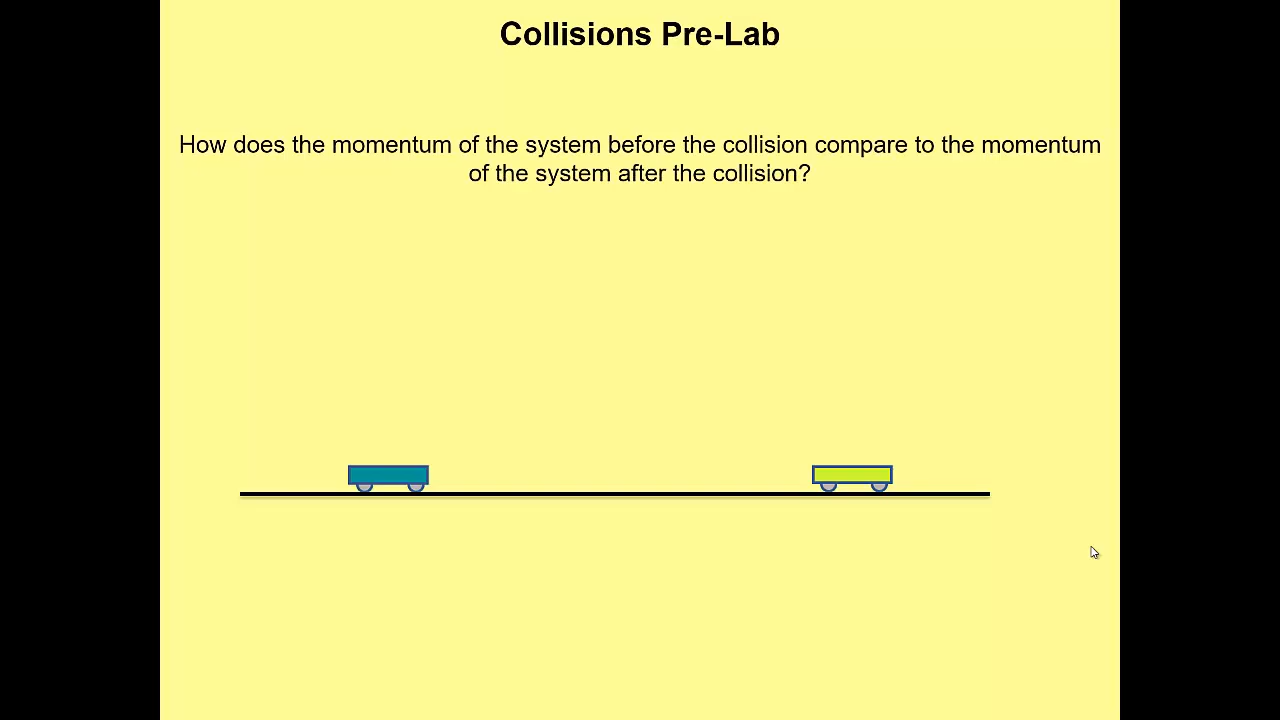 Collisions Pre-Lab
How does the momentum of the system before the collision compare to the momentum
of the system after the collision?